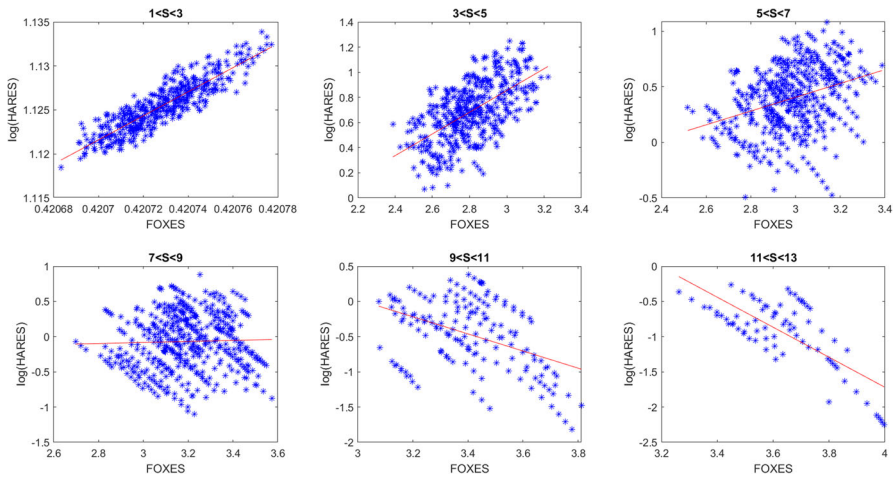 1<S<3
1.135
1.13
1.125
1.12
1.115
log(HARES)
0.42068 0.4207 0.42072 0.42074 0.42076 0.42078
FOXES
3<S<5
1.4
1.2
1
0.8
0.6
0.4
0.2
0
log(HARES)
2.2 2.4 2.6 2.8 3 3.2 3.4
FOXES
5<S<7
1
0.5
0
-0.5
log(HARES)
2.4 2.6 2.8 3 3.2 3.4
FOXES
7<S<9
1
0.5
0
-0.5
-1
-1.5
log(HARES)
2.6 2.8 3 3.2 3.4 3.6
FOXES
9<S<11
0.5
0
-0.5
-1
-1.5
-2
log(HARES)
3 3.2 3.4 3.6 3.8
FOXES
11<S<13
0
-0.5
-1
-1.5
-2
-2.5
log(HARES)
3.2 3.4 3.6 3.8 4
FOXES